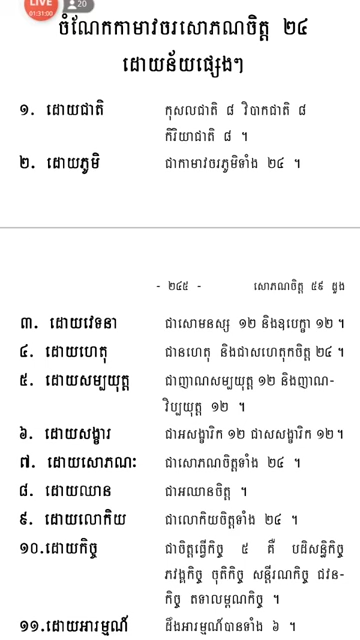 LIVE
20
01:31:00
ចំណែកកាមាវចរសោភណចិត្ត ២៤
ដោយន័យផ្សេងៗ
១. ដោយជាតិ កុសលជាតិ ៨ វិបាកជាតិ ៨
កិរិយាជាតិ ៨ ។
២. ដោយភូមិ ជាកាមាវចរភូមិទាំង ២៤ ។
- ២៤៥ - សោភណចិត្ត ៥៩ ដួង
៣. ដោយវេទនា ជាសោមនស្ស ១២ និងឧបេក្ខា ១២ ។
៤. ដោយហេតុ ជានហេតុ និងជាសហេតុកចិត្ត ២៤ ។
៥. ដោយសម្បយុត្ត ជាញាណសម្បយុត្ត ១២ និងញាណ-
វិប្បយុត្ត ១២ ។
៦. ដោយសង្ខារ ជាអសង្ខារិក ១២ ជាសសង្ខារិក ១២ ។
៧. ដោយសោភណៈ ជាសោភណចិត្តទាំង ២៤ ។
៨. ដោយឈាន ជាអឈានចិត្ត ។
៩. ដោយលោកិយ ជាលោកិយចិត្តទាំង ២៤ ។
១០.ដោយកិច្ច ជាចិត្តធ្វើកិច្ច ៥ គឺ បដិសន្ធិកិច្ច
ភវង្គកិច្ច ចុតិកិច្ច សន្តីរណកិច្ច ជវន-
កិច្ច តទាលម្ពណកិច្ច ។
១១.ដោយអារម្មណ៍ ដឹងអារម្មណ៍បានទាំង ៦ ។